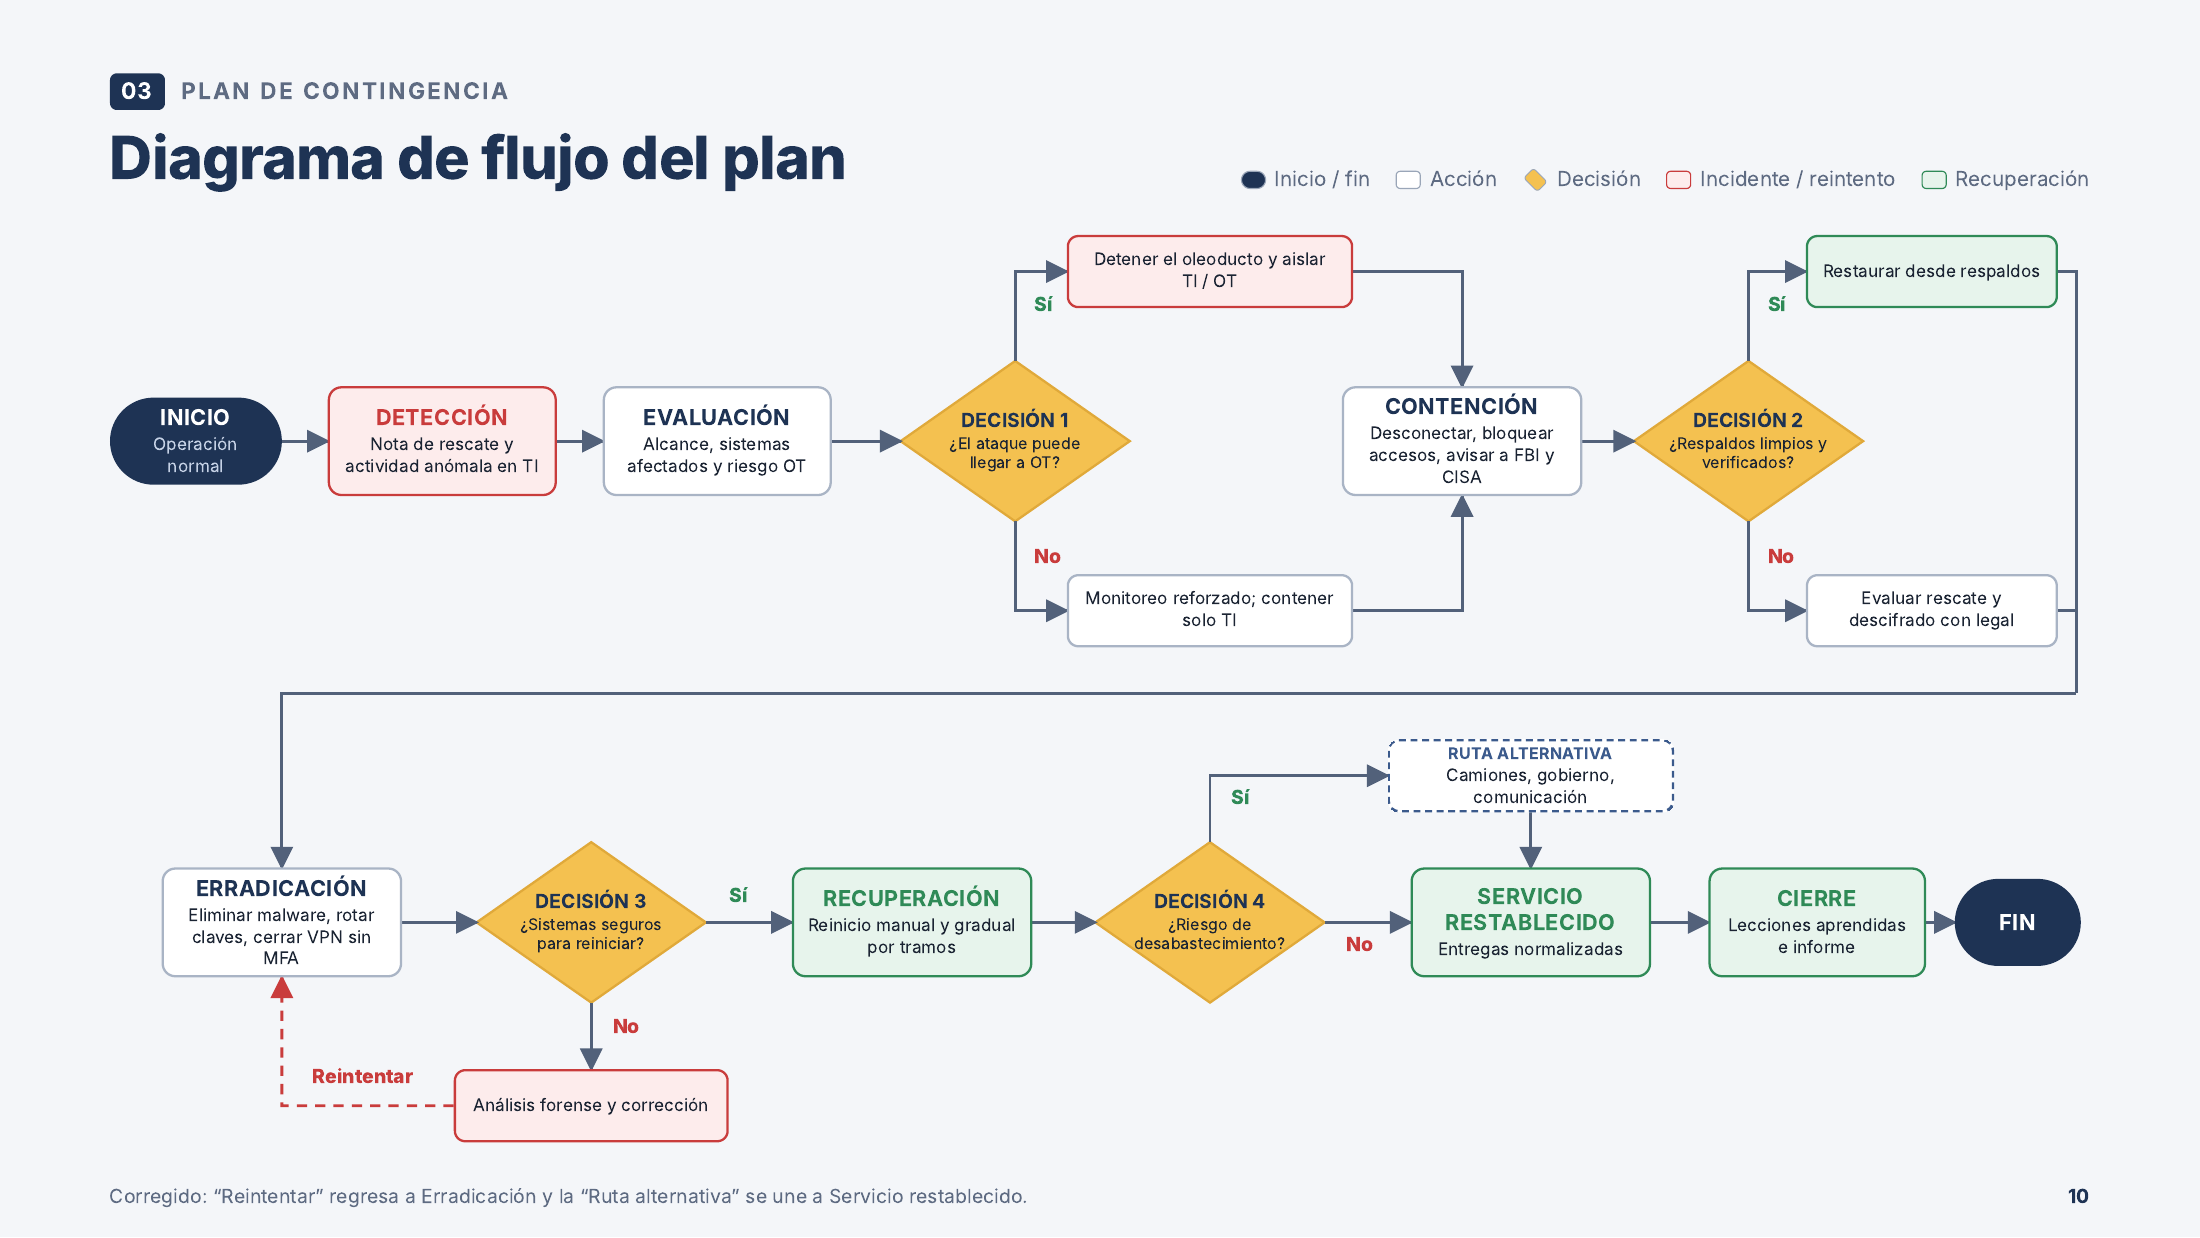 03 PLAN DE CONTINGENCIA
Diagrama de flujo del plan
Inicio / fin
Acción
Decisión
Incidente / reintento
Recuperación
INICIO
Operación
normal
DETECCIÓN
Nota de rescate y
actividad anómala en TI
EVALUACIÓN
Alcance, sistemas
afectados y riesgo OT
DECISIÓN 1
¿El ataque puede
llegar a OT?
Sí
Detener el oleoducto y aislar
TI / OT
No
Monitoreo reforzado; contener
solo TI
CONTENCIÓN
Desconectar, bloquear
accesos, avisar a FBI y
CISA
DECISIÓN 2
¿Respaldos limpios y
verificados?
Sí
Restaurar desde respaldos
No
Evaluar rescate y
descifrado con legal
ERRADICACIÓN
Eliminar malware, rotar
claves, cerrar VPN sin
MFA
DECISIÓN 3
¿Sistemas seguros
para reiniciar?
Sí
No
Análisis forense y corrección
Reintentar
RECUPERACIÓN
Reinicio manual y gradual
por tramos
DECISIÓN 4
¿Riesgo de
desabastecimiento?
Sí
RUTA ALTERNATIVA
Camiones, gobierno,
comunicación
No
SERVICIO
RESTABLECIDO
Entregas normalizadas
CIERRE
Lecciones aprendidas
e informe
FIN
Corregido: “Reintentar” regresa a Erradicación y la “Ruta alternativa” se une a Servicio restablecido.
10